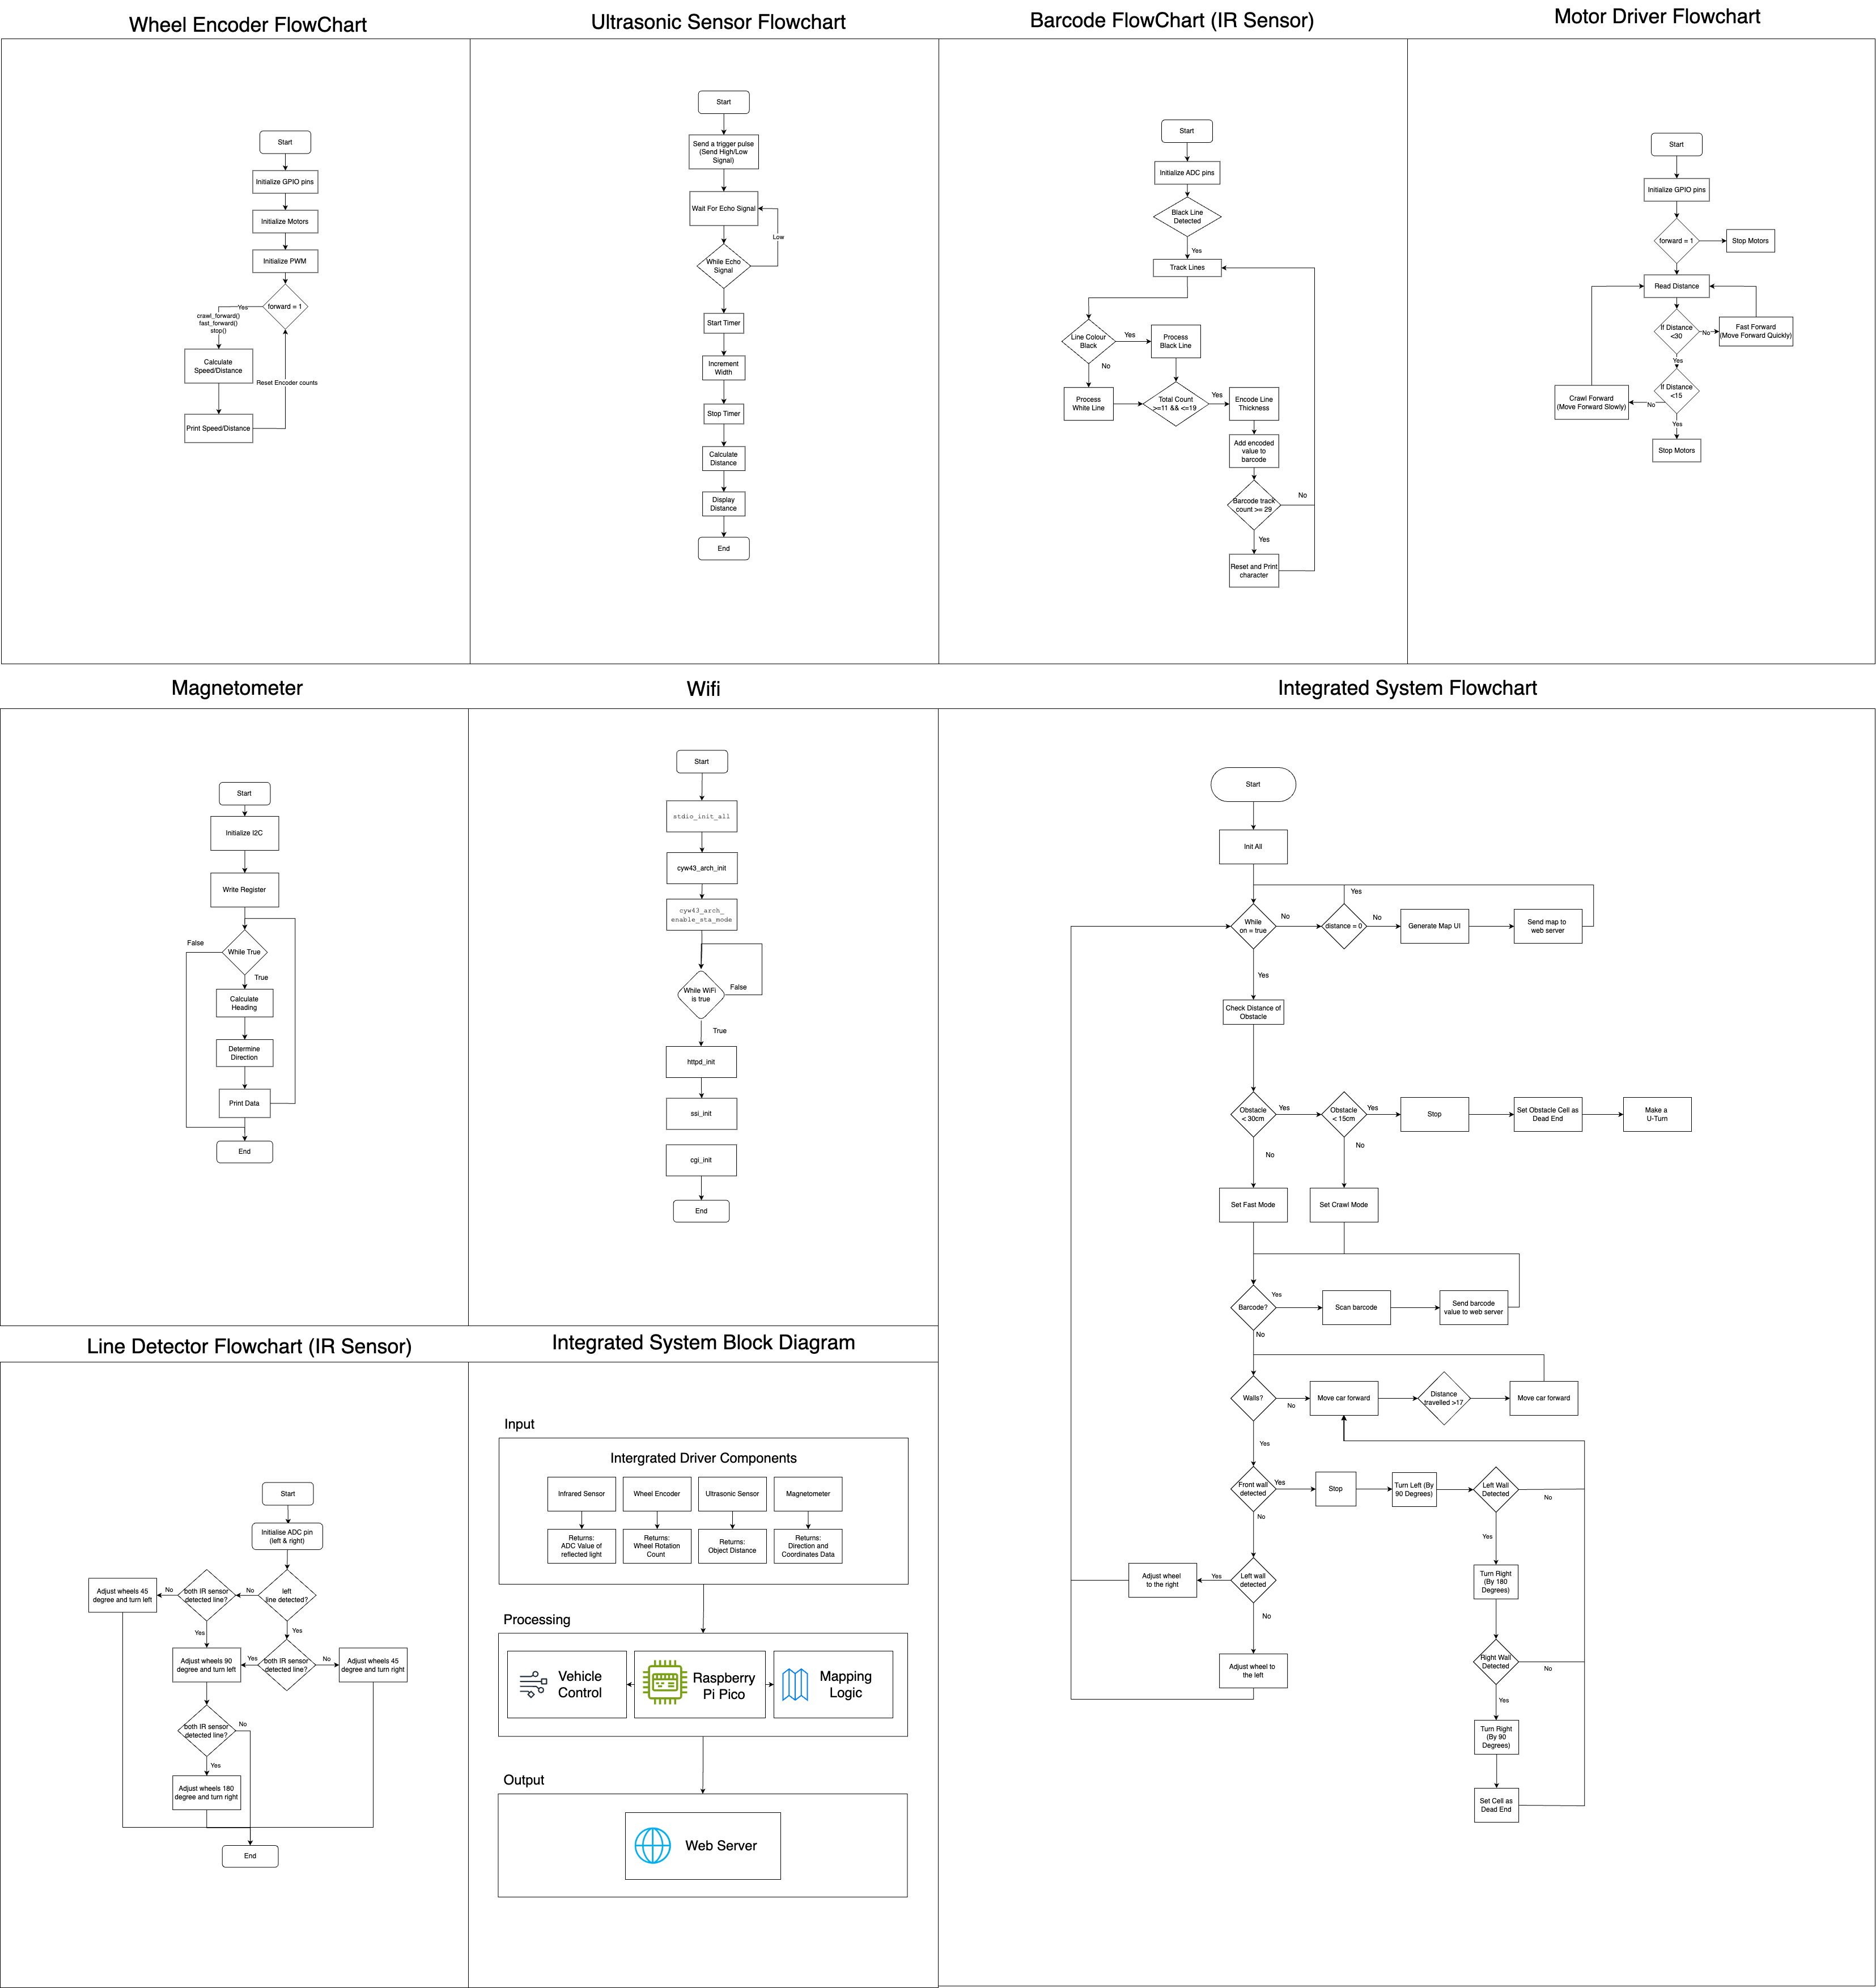 Wheel Encoder FlowChart
Start
Initialize GPIO pins
Initialize Motors
Initialize PWM
forward = 1
Yes
crawl_forward()
fast_forward()
stop()
Calculate
Speed/Distance
Reset Encoder counts
Print Speed/Distance
Ultrasonic Sensor Flowchart
Start
Send a trigger pulse
(Send High/Low
Signal)
Wait For Echo Signal
Low
While Echo
Signal
Start Timer
Increment
Width
Stop Timer
Calculate
Distance
Display
Distance
End
Barcode FlowChart (IR Sensor)
Start
Initialize ADC pins
Black Line
Detected
Yes
Track Lines
Line Colour
Black
Yes
Process
Black Line
No
Process
White Line
Total Count
>=11 && <=19
Yes
Encode Line
Thickness
Add encoded
value to
barcode
Barcode track
count >= 29
No
Yes
Reset and Print
character
Motor Driver Flowchart
Start
Initialize GPIO pins
forward = 1
Stop Motors
Read Distance
If Distance
<30
No
Fast Forward
(Move Forward Quickly)
Yes
If Distance
<15
No
Crawl Forward
(Move Forward Slowly)
Yes
Stop Motors
Magnetometer
Start
Initialize I2C
Write Register
False
While True
True
Calculate
Heading
Determine
Direction
Print Data
End
Wifi
Start
stdio_init_all
cyw43_arch_init
cyw43_arch_
enable_sta_mode
While WiFi
is true
False
True
httpd_init
ssi_init
cgi_init
End
Integrated System Flowchart
Start
Init All
Yes
While
on = true
No
distance = 0
No
Generate Map UI
Send map to
web server
Yes
Check Distance of
Obstacle
Obstacle
< 30cm
Yes
Obstacle
< 15cm
Yes
Stop
Set Obstacle Cell as
Dead End
Make a
U-Turn
No
No
Set Fast Mode
Set Crawl Mode
Barcode?
Yes
Scan barcode
Send barcode
value to web server
No
Walls?
No
Move car forward
Distance
travelled >17
Move car forward
Yes
Front wall
detected
Yes
Stop
Turn Left (By
90 Degrees)
Left Wall
Detected
No
No
Yes
Adjust wheel
to the right
Yes
Left wall
detected
Turn Right
(By 180
Degrees)
No
Right Wall
Detected
No
Adjust wheel to
the left
Yes
Turn Right
(By 90
Degrees)
Set Cell as
Dead End
Line Detector Flowchart (IR Sensor)
Start
Initialise ADC pin
(left & right)
Adjust wheels 45
degree and turn left
No
both IR sensor
detected line?
No
left
line detected?
Yes
Yes
Adjust wheels 90
degree and turn left
Yes
both IR sensor
detected line?
No
Adjust wheels 45
degree and turn right
both IR sensor
detected line?
No
Yes
Adjust wheels 180
degree and turn right
End
Integrated System Block Diagram
Input
Intergrated Driver Components
Infrared Sensor
Wheel Encoder
Ultrasonic Sensor
Magnetometer
Returns:
ADC Value of
reflected light
Returns:
Wheel Rotation
Count
Returns:
Object Distance
Returns:
Direction and
Coordinates Data
Processing
Vehicle
Control
Raspberry
Pi Pico
Mapping
Logic
Output
Web Server